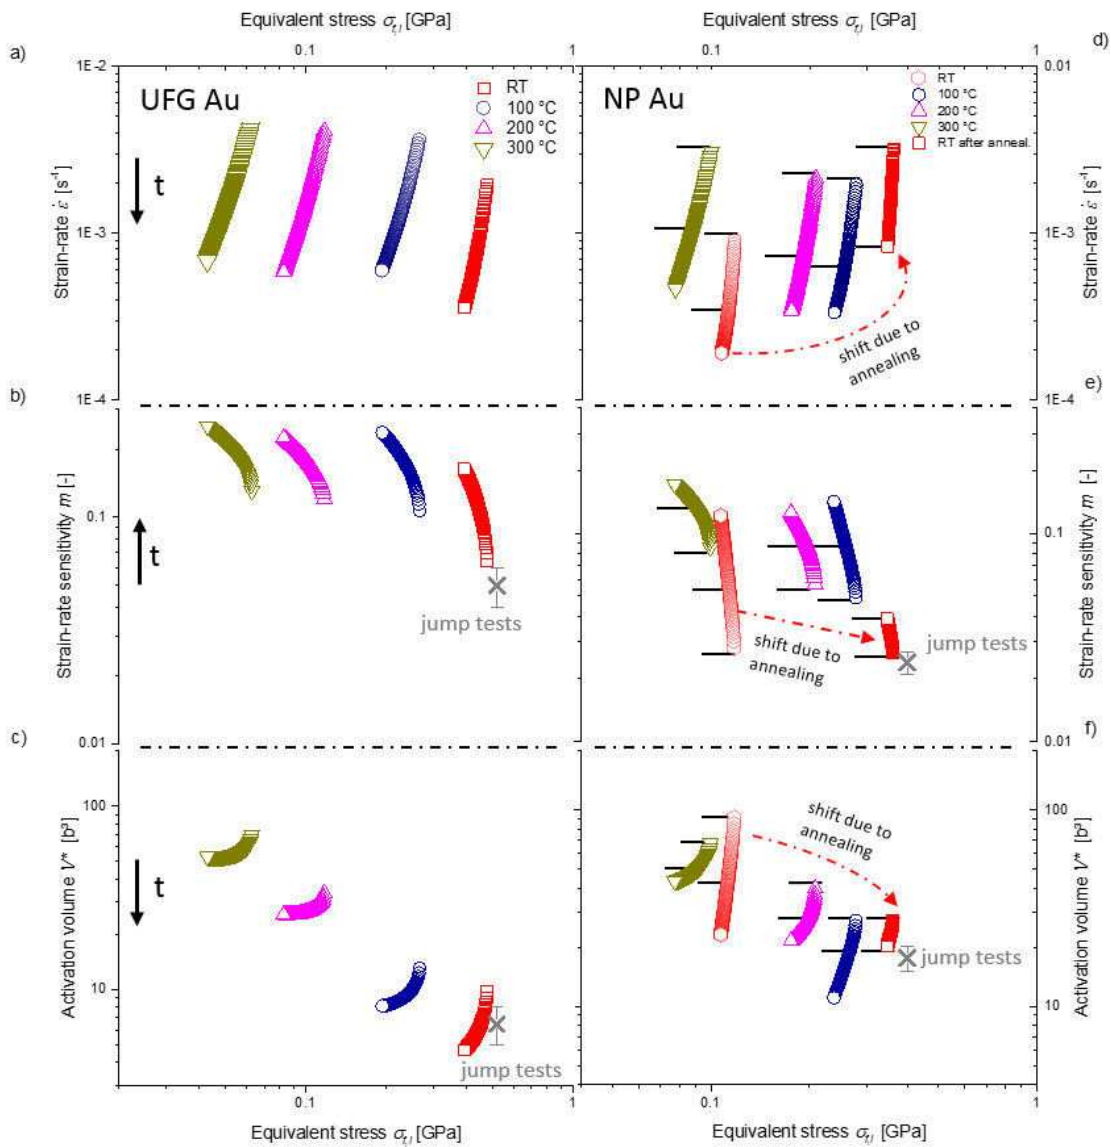 Equivalent stress σr,i [GPa]
Equivalent stress σr,i [GPa]
0.1
1
0.1
1
a)
d)
1E-2
0.01
UFG Au
RT
100 °C
200 °C
300 °C
NP Au
RT
100 °C
200 °C
300 °C
RT after anneal.
t
Strain-rate ε̇ [s⁻¹]
Strain-rate ε̇ [s⁻¹]
1E-3
1E-3
shift due to
annealing
1E-4
1E-4
b)
e)
0.1
0.1
t
Strain-rate sensitivity m [-]
Strain-rate sensitivity m [-]
jump tests
shift due to
annealing
jump tests
0.01
0.01
c)
f)
100
100
t
Activation volume V* [b³]
Activation volume V* [b³]
shift due to
annealing
10
10
jump tests
jump tests
0.1
1
0.1
1
Equivalent stress σr,i [GPa]
Equivalent stress σr,i [GPa]